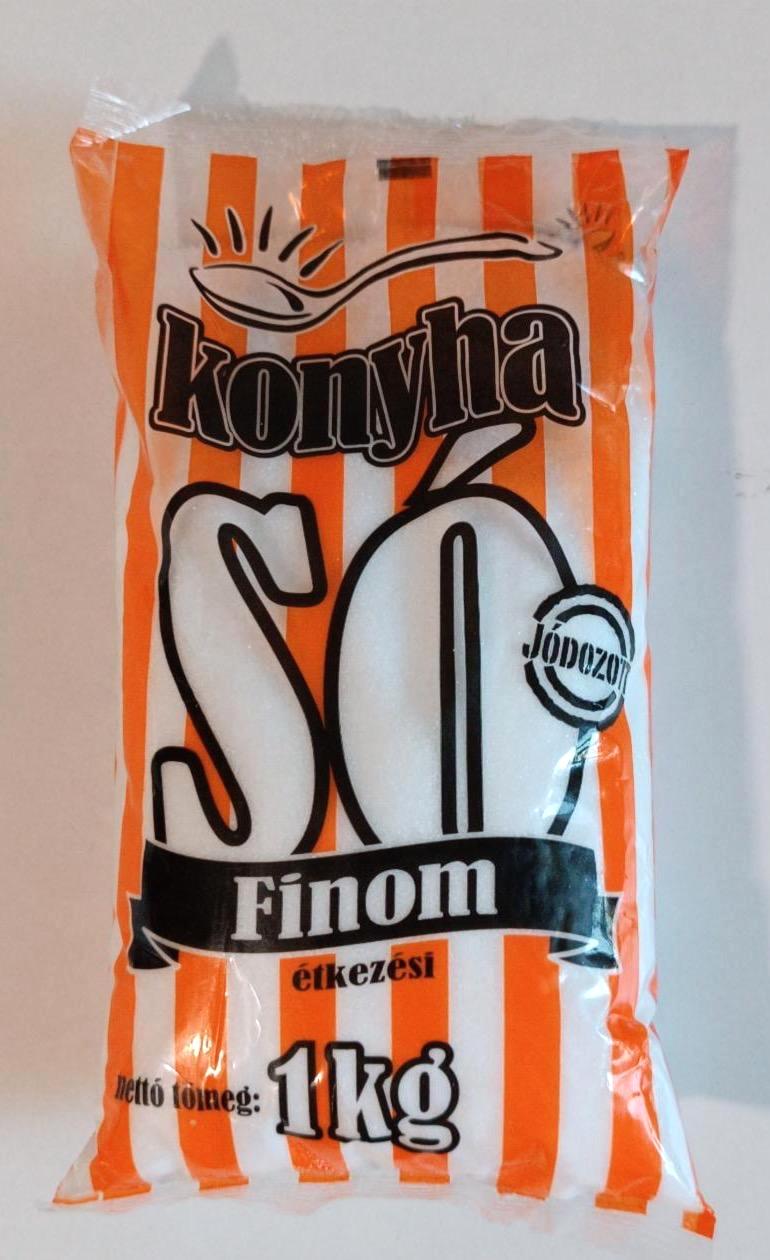 konyha
SÓ
JÓDOZOTT
Finom
étkezési
nettó tömeg: 1kg